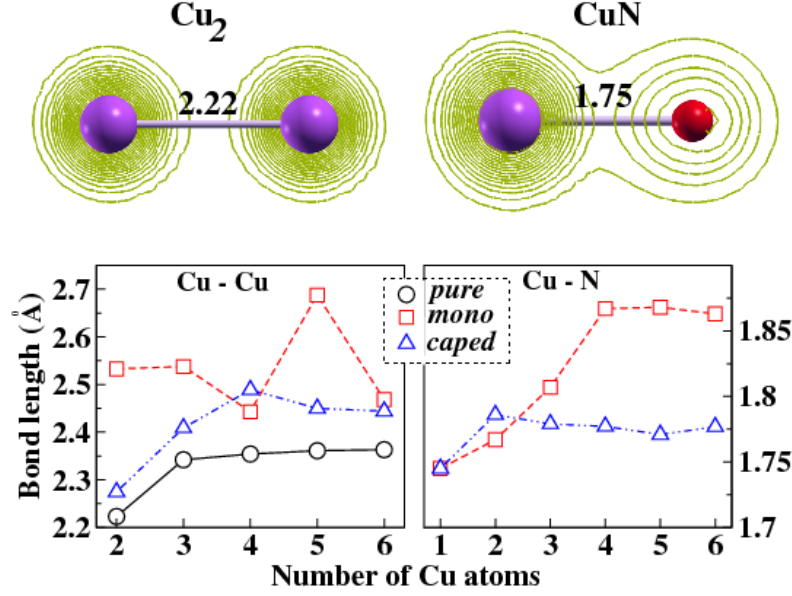 Cu2 CuN
2.22 1.75
Cu - Cu Cu - N
pure
mono
caped
Bond length (Å)
2.7
2.6
2.5
2.4
2.3
2.2
1.85
1.8
1.75
1.7
2 3 4 5 6 1 2 3 4 5 6
Number of Cu atoms